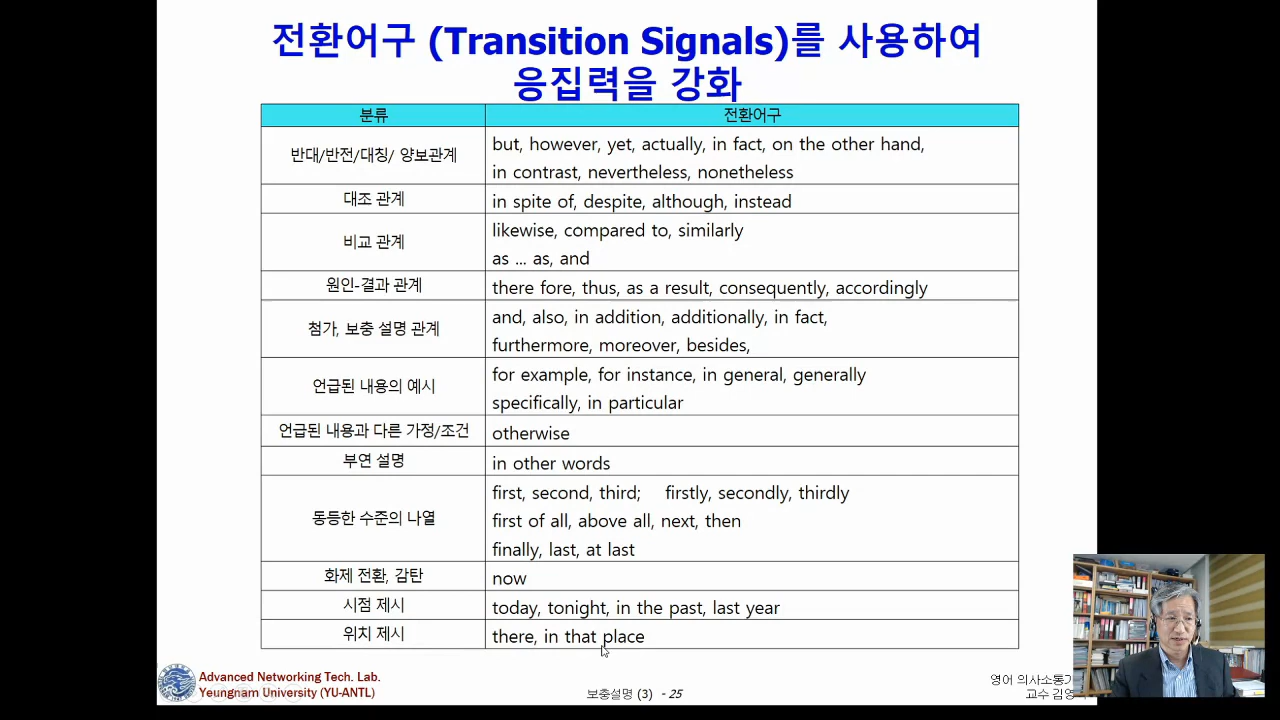 전환어구 (Transition Signals)를 사용하여
응집력을 강화
분류 전환어구
반대/반전/대칭/ 양보관계 but, however, yet, actually, in fact, on the other hand,
in contrast, nevertheless, nonetheless
대조 관계 in spite of, despite, although, instead
비교 관계 likewise, compared to, similarly
as ... as, and
원인-결과 관계 there fore, thus, as a result, consequently, accordingly
첨가, 보충 설명 관계 and, also, in addition, additionally, in fact,
furthermore, moreover, besides,
언급된 내용의 예시 for example, for instance, in general, generally
specifically, in particular
언급된 내용과 다른 가정/조건 otherwise
부연 설명 in other words
동등한 수준의 나열 first, second, third; firstly, secondly, thirdly
first of all, above all, next, then
finally, last, at last
화제 전환, 감탄 now
시점 제시 today, tonight, in the past, last year
위치 제시 there, in that place
Advanced Networking Tech. Lab.
Yeungnam University (YU-ANTL)
보충설명 (3) - 25
영어 의사소통
교수 김영